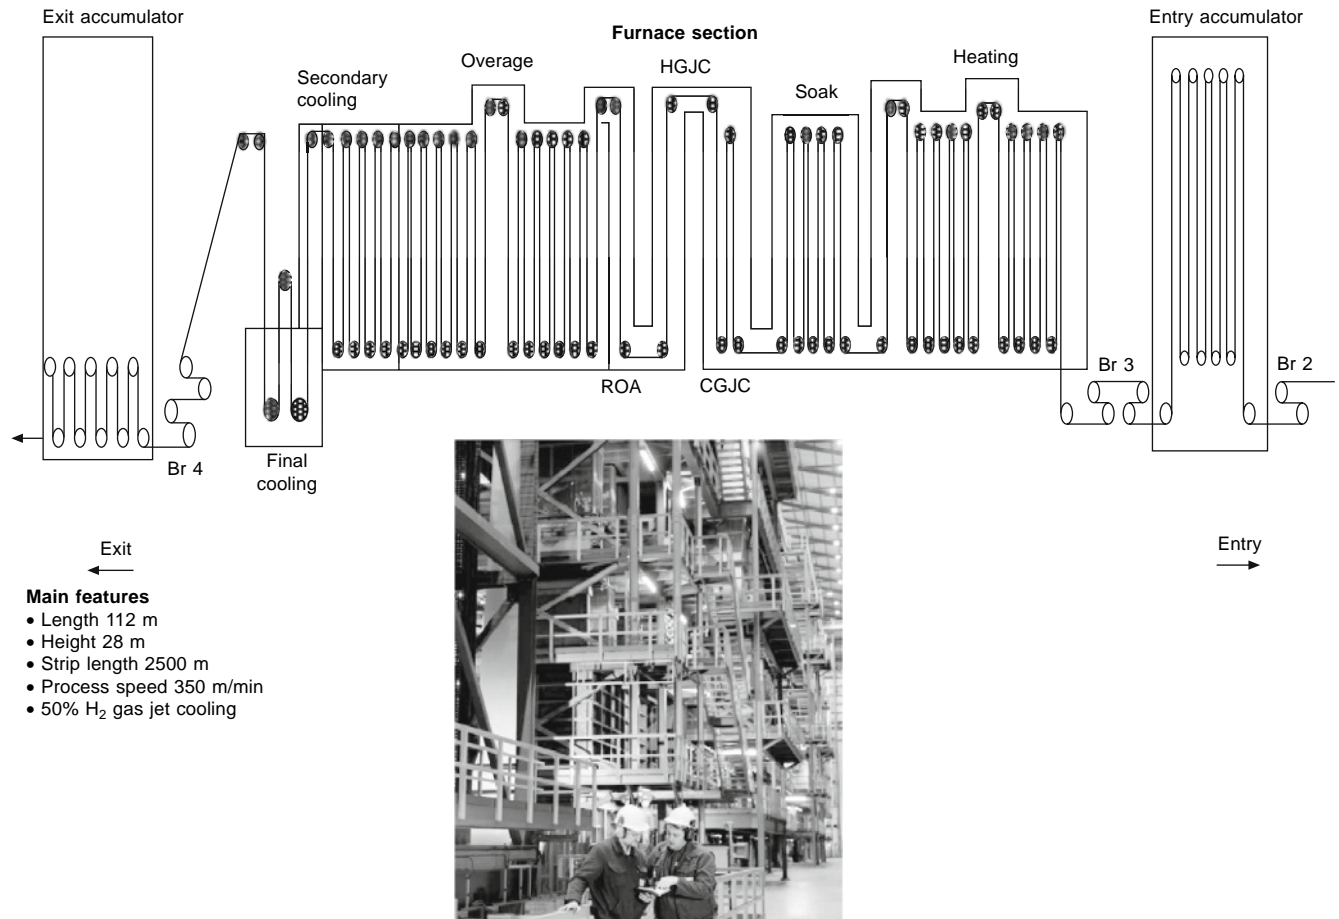 Exit accumulator
Furnace section
Entry accumulator
Secondary
cooling
Overage
HGJC
Soak
Heating
ROA
CGJC
Br 3
Br 2
Br 4
Final
cooling
Exit
Entry
Main features
• Length 112 m
• Height 28 m
• Strip length 2500 m
• Process speed 350 m/min
• 50% H₂ gas jet cooling